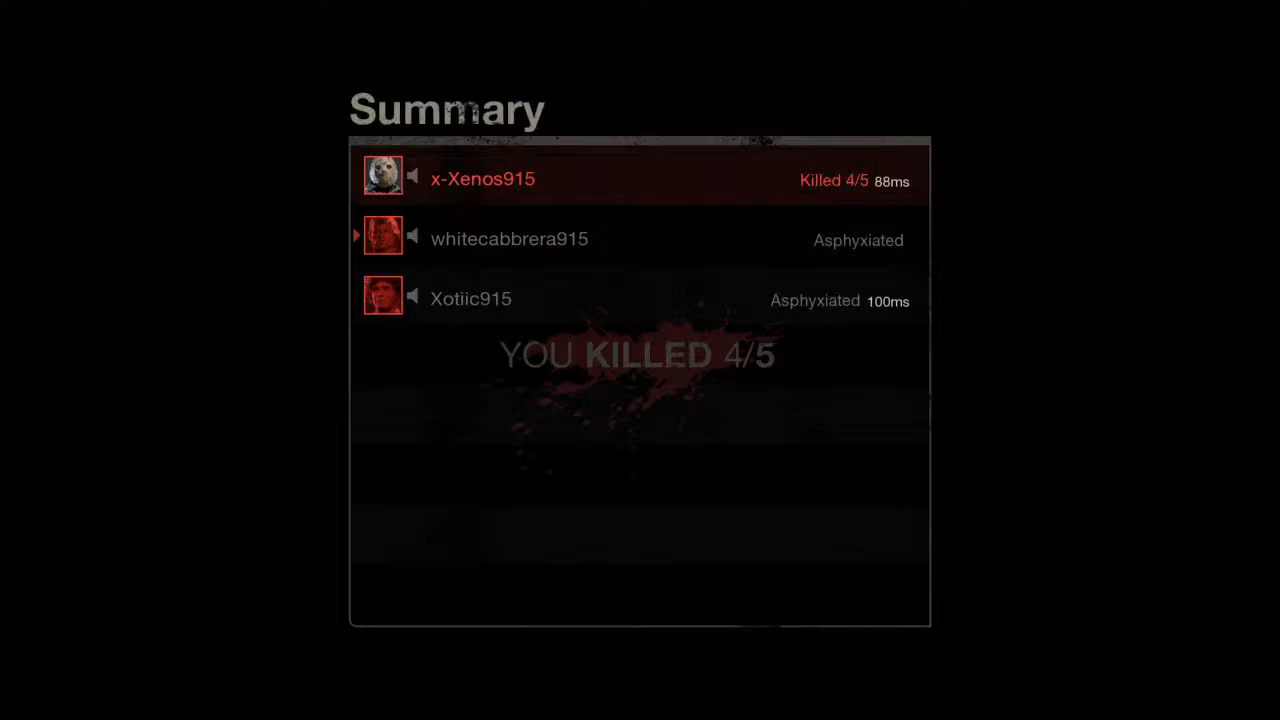 Summary
x-Xenos915 Killed 4/5 88ms
whitecabbrera915 Asphyxiated
Xotiic915 Asphyxiated 100ms
YOU KILLED 4/5